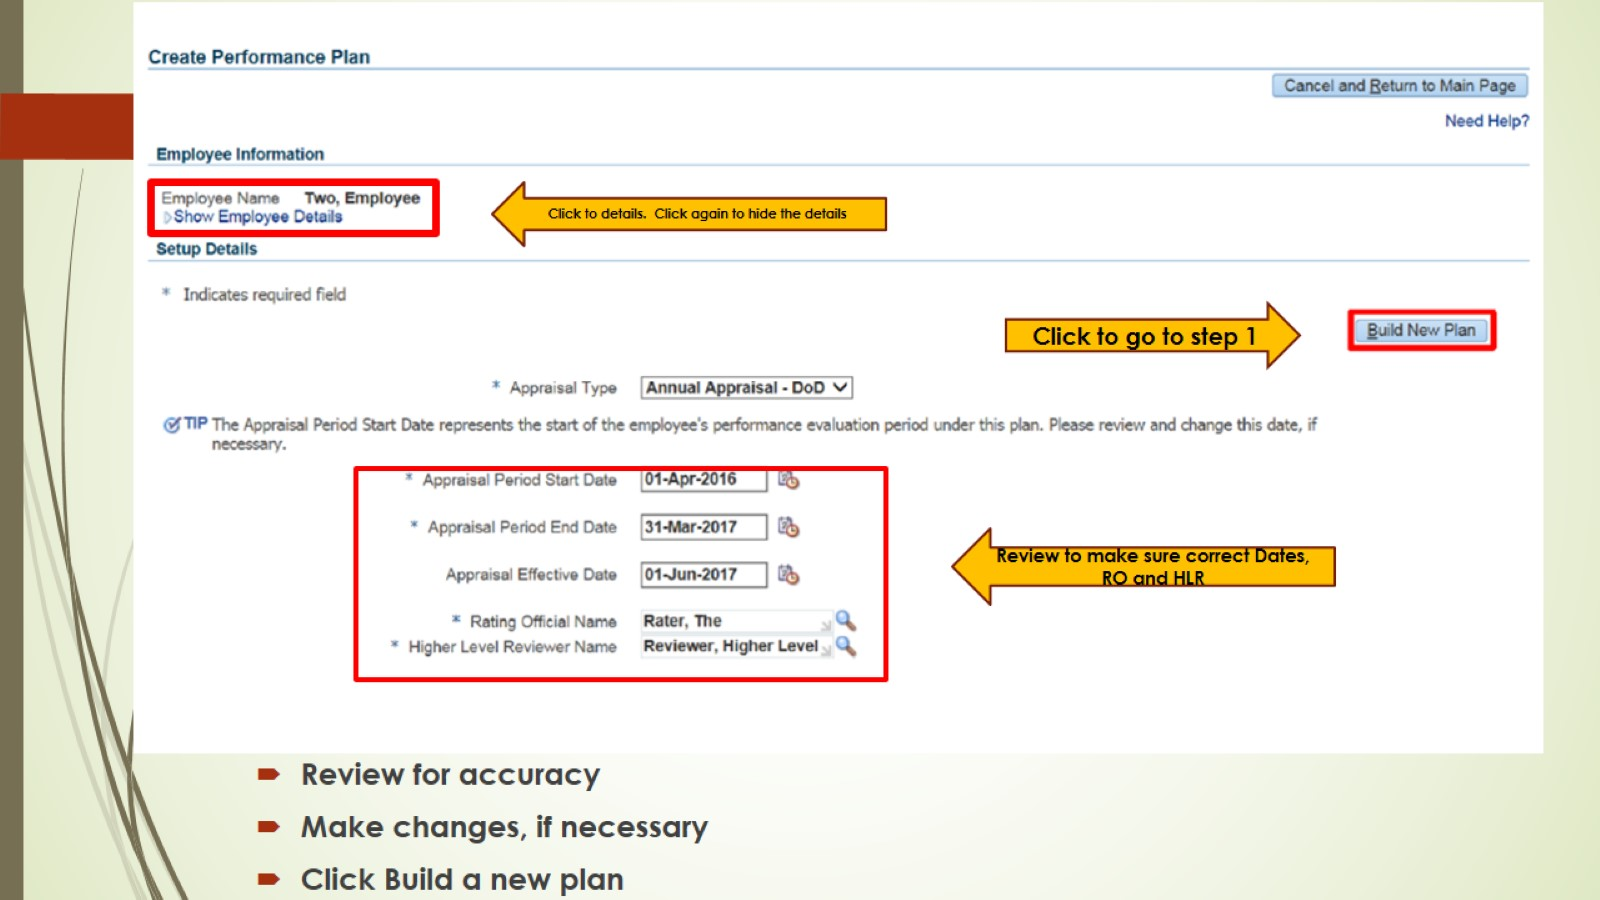 Create Performance Plan
Cancel and Return to Main Page
Need Help?
Employee Information
Employee Name Two, Employee
Show Employee Details
Click to details. Click again to hide the details
Setup Details
* Indicates required field
Click to go to step 1
Build New Plan
* Appraisal Type Annual Appraisal - DoD
TIP The Appraisal Period Start Date represents the start of the employee's performance evaluation period under this plan. Please review and change this date, if
necessary.
* Appraisal Period Start Date 01-Apr-2016
* Appraisal Period End Date 31-Mar-2017
Appraisal Effective Date 01-Jun-2017
Review to make sure correct Dates,
RO and HLR
* Rating Official Name Rater, The
* Higher Level Reviewer Name Reviewer, Higher Level
Review for accuracy
Make changes, if necessary
Click Build a new plan